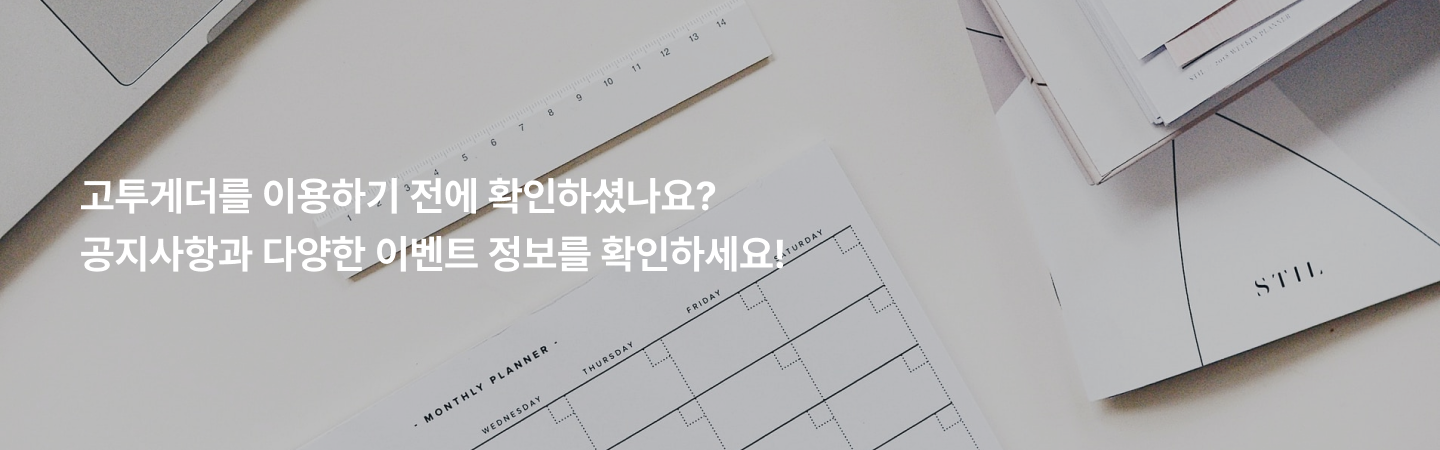 고투게더를 이용하기 전에 확인하셨나요?
공지사항과 다양한 이벤트 정보를 확인하세요!
1 3 4 5 6 7 8 9 10 11 12 13 14
- MONTHLY PLANNER -
WEDNESDAY THURSDAY FRIDAY SATURDAY
STIL 2018 WEEKLY PLANNER
STIL